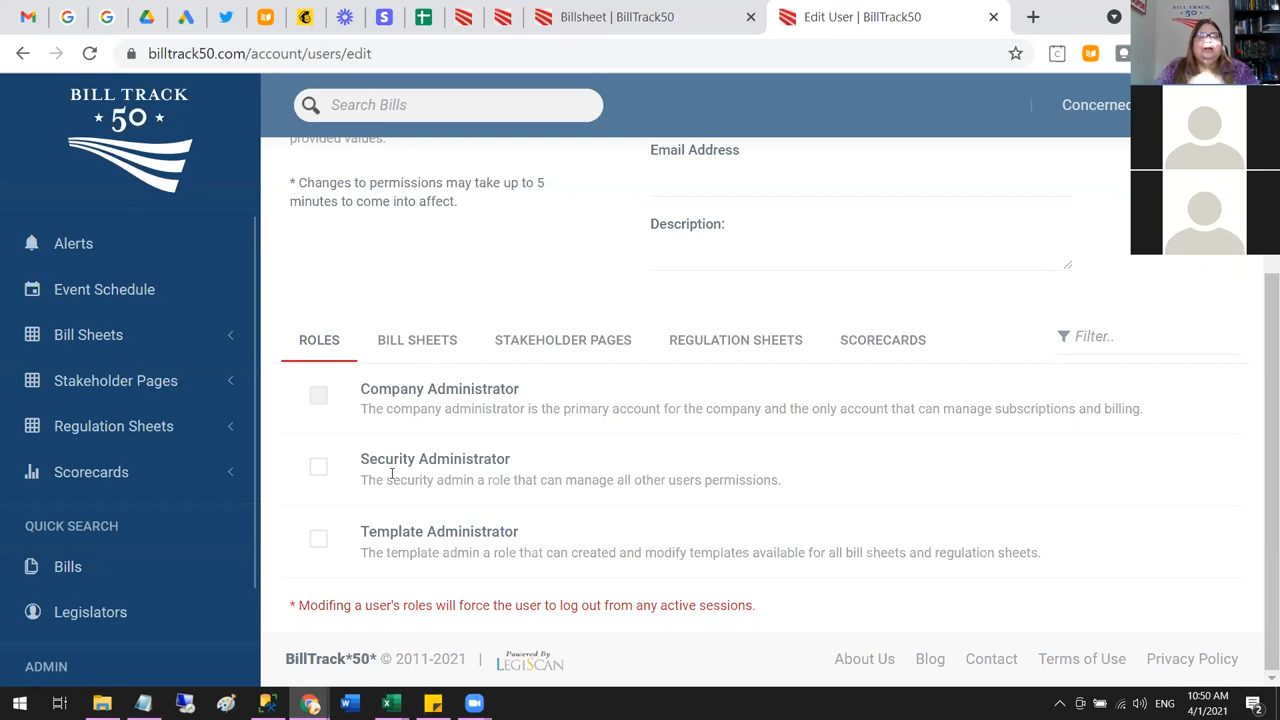 Billsheet | BillTrack50
Edit User | BillTrack50
billtrack50.com/account/users/edit
BILL TRACK
50
Search Bills
Concerned
BILL TRACK
50
provided values.
* Changes to permissions may take up to 5
minutes to come into affect.
Email Address
Description:
Alerts
Event Schedule
Bill Sheets
Stakeholder Pages
Regulation Sheets
Scorecards
QUICK SEARCH
Bills
Legislators
ADMIN
ROLES BILL SHEETS STAKEHOLDER PAGES REGULATION SHEETS SCORECARDS Filter..
Company Administrator
The company administrator is the primary account for the company and the only account that can manage subscriptions and billing.
Security Administrator
The security admin a role that can manage all other users permissions.
Template Administrator
The template admin a role that can created and modify templates available for all bill sheets and regulation sheets.
* Modifing a user's roles will force the user to log out from any active sessions.
BillTrack*50* © 2011-2021 | Powered By LEGISCAN About Us Blog Contact Terms of Use Privacy Policy
ENG
10:50 AM
4/1/2021
2